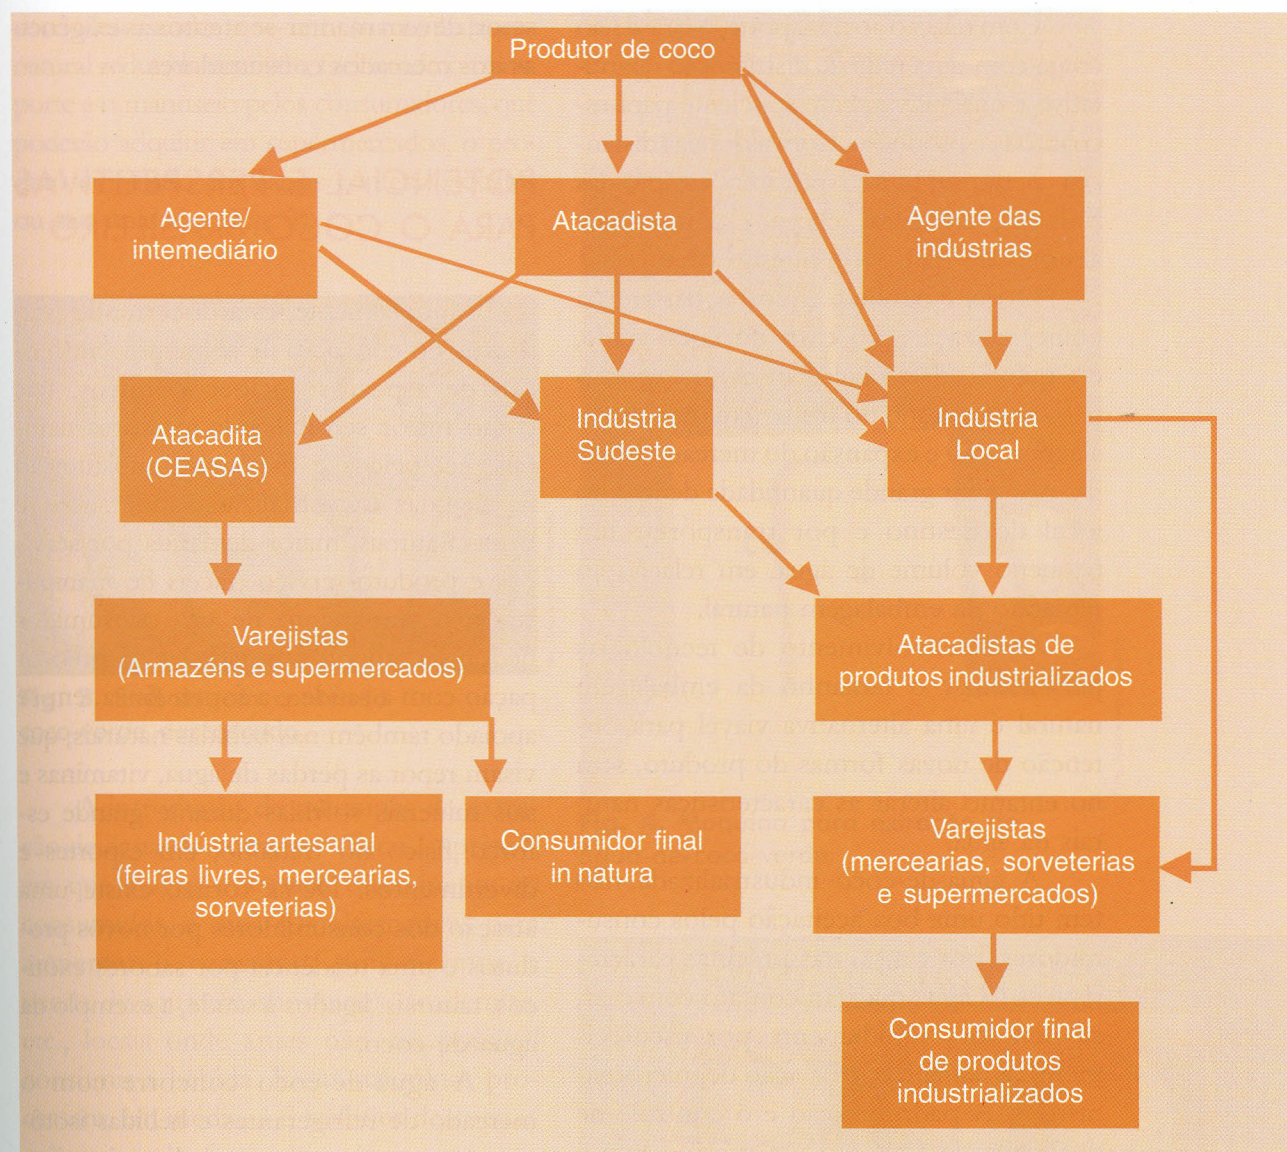 Produtor de coco
Agente/
intemediário
Atacadista
Agente das
indústrias
Atacadita
(CEASAs)
Indústria
Sudeste
Indústria
Local
Varejistas
(Armazéns e supermercados)
Atacadistas de
produtos industrializados
Indústria artesanal
(feiras livres, mercearias,
sorveterias)
Consumidor final
in natura
Varejistas
(mercearias, sorveterias
e supermercados)
Consumidor final
de produtos
industrializados